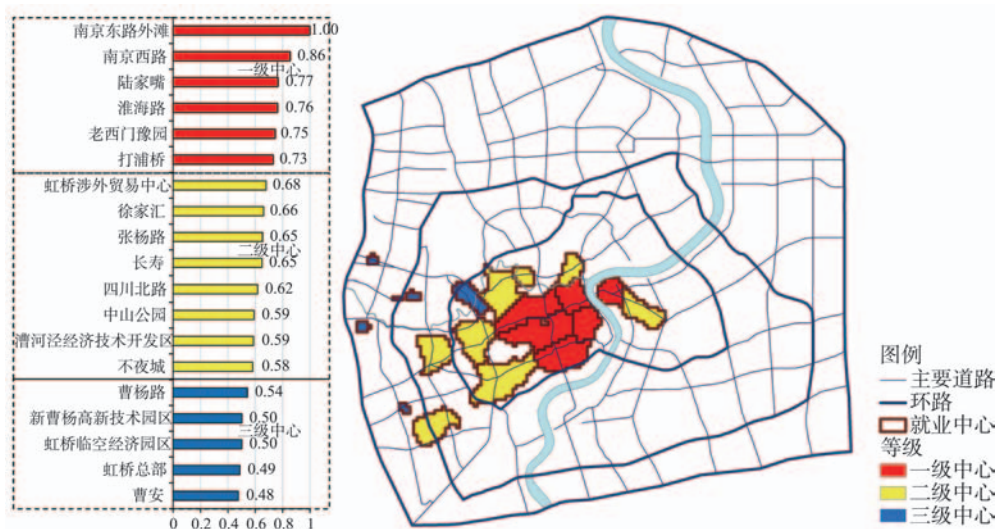 南京东路外滩 1.00
南京西路 0.86
一级中心
陆家嘴 0.77
淮海路 0.76
老西门豫园 0.75
打浦桥 0.73
虹桥涉外贸易中心 0.68
徐家汇 0.66
张杨路 0.65
二级中心
长寿 0.65
四川北路 0.62
中山公园 0.59
漕河泾经济技术开发区 0.59
不夜城 0.58
曹杨路 0.54
新曹杨高新技术园区 0.50
三级中心
虹桥临空经济园区 0.50
虹桥总部 0.49
曹安 0.48
0 0.2 0.4 0.6 0.8 1
图例
主要道路
环路
就业中心
等级
一级中心
二级中心
三级中心